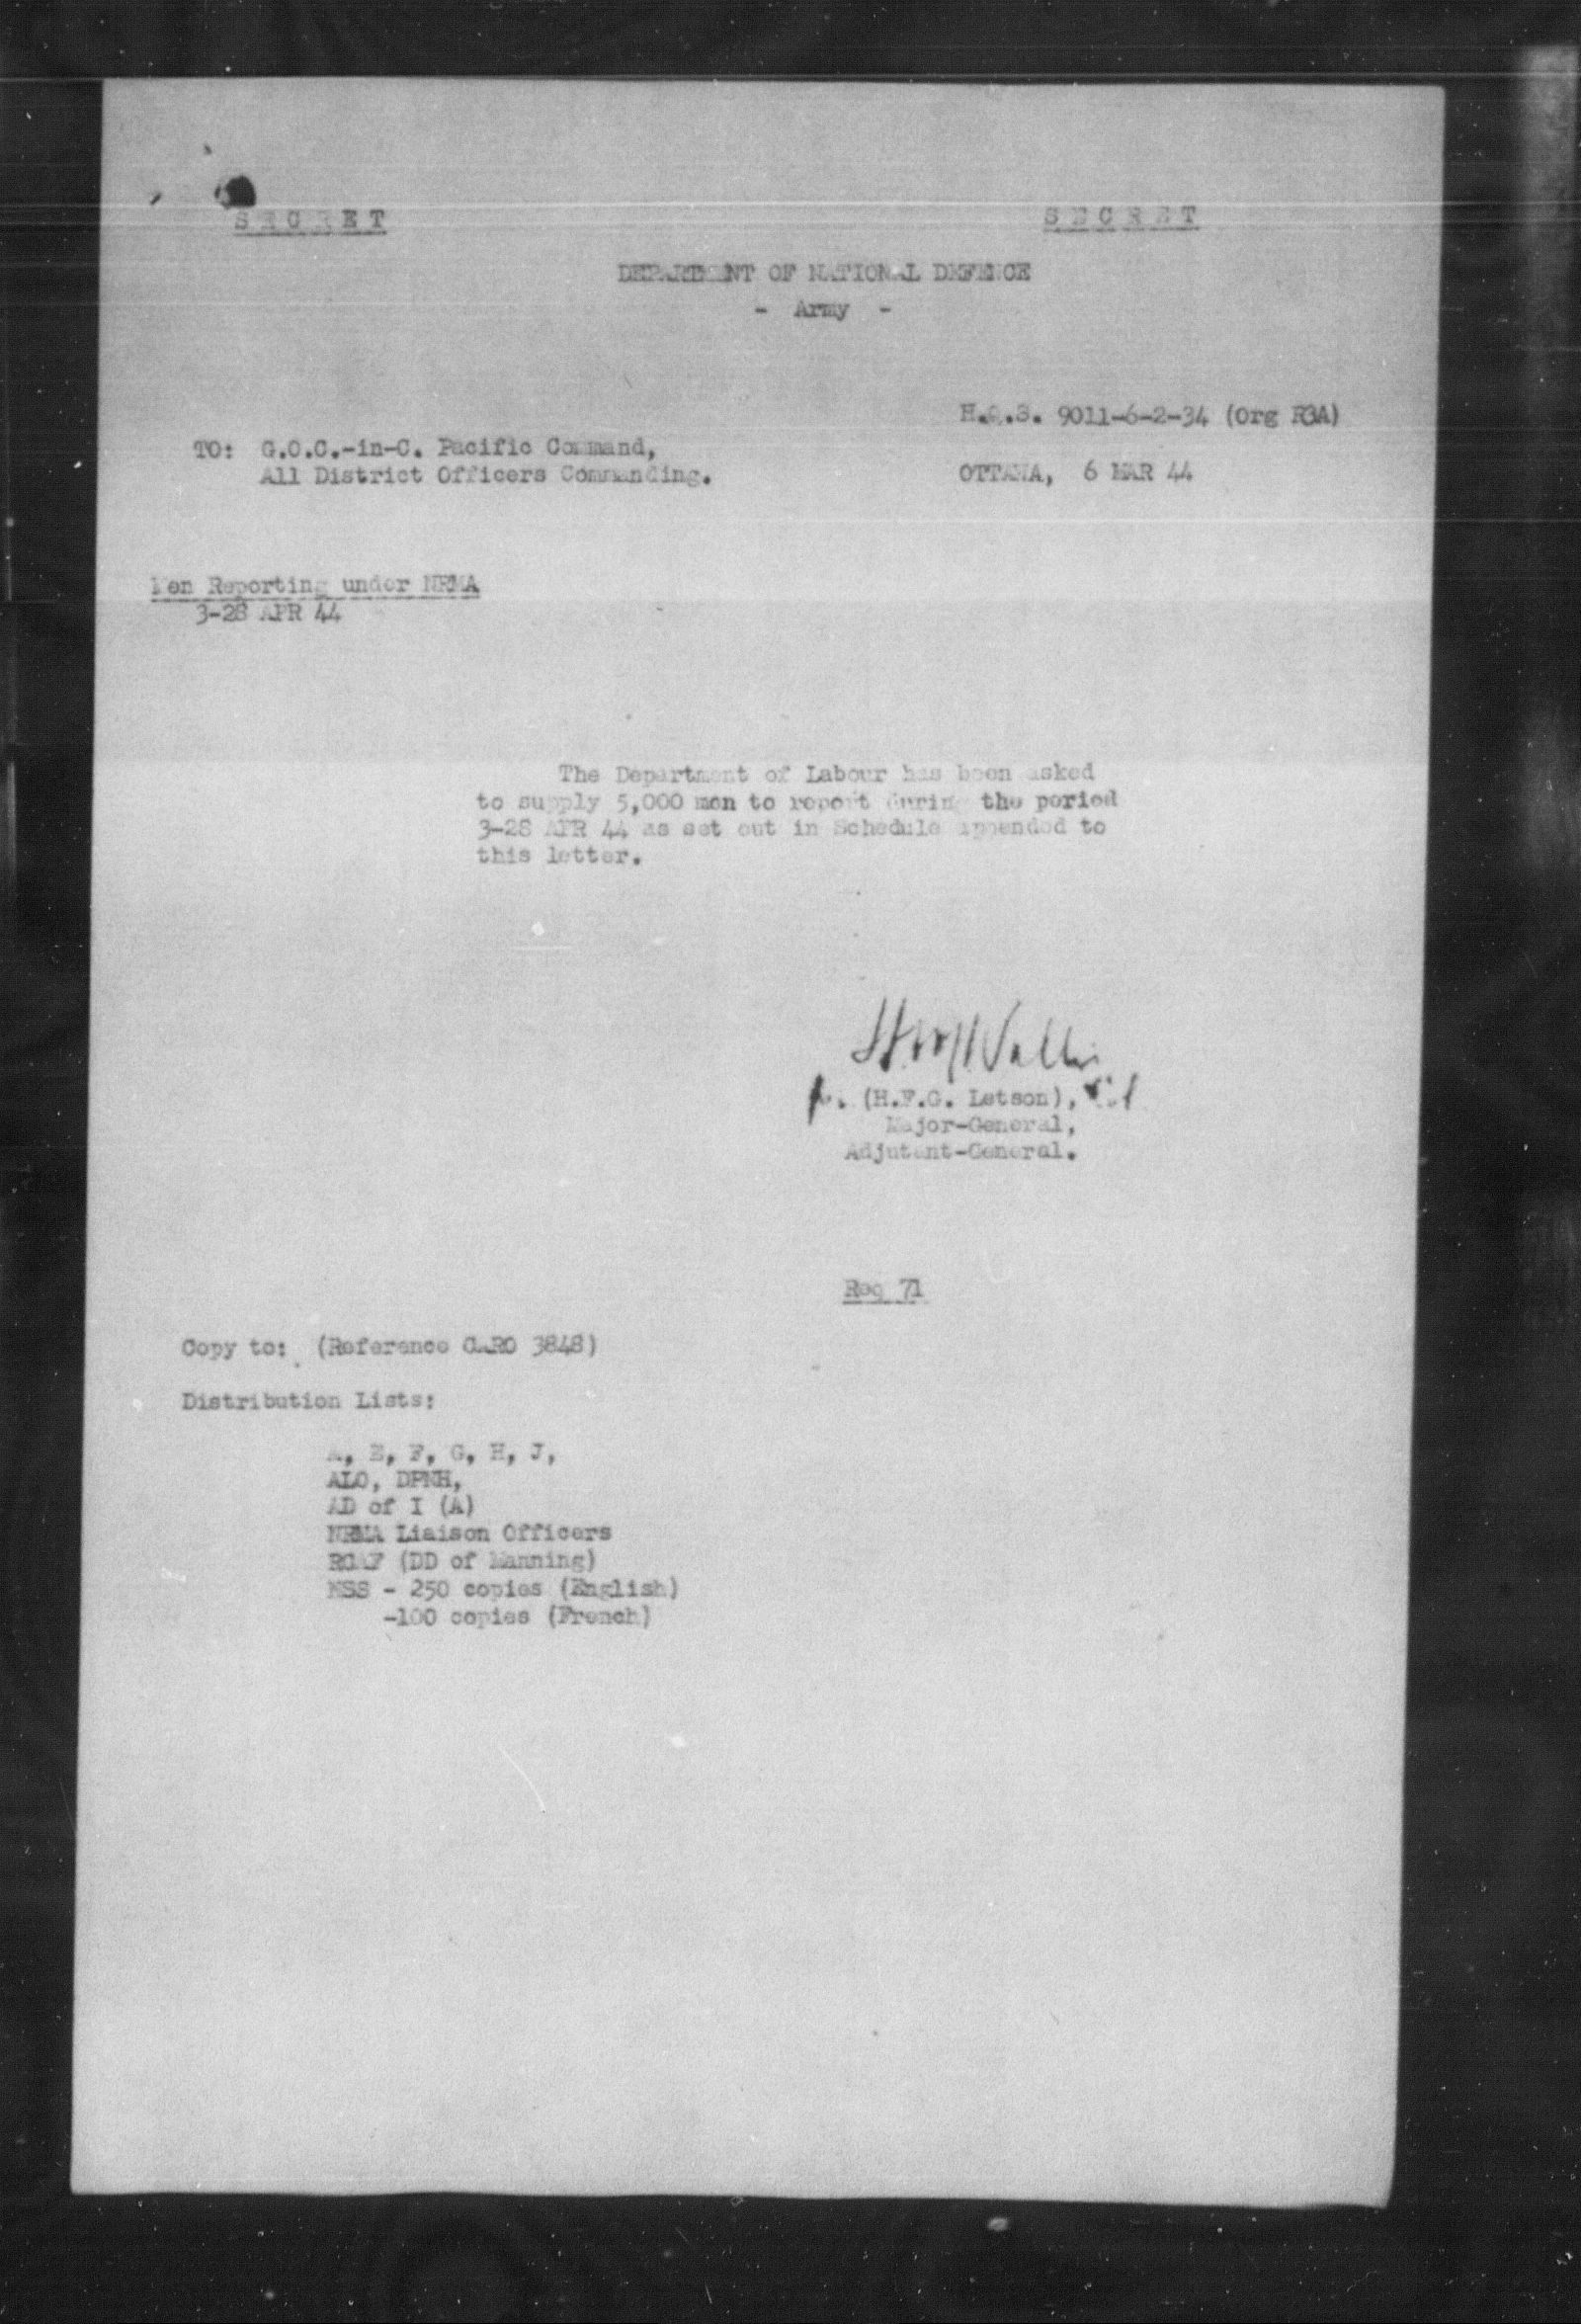 SECRET SECRET
DEPARTMENT OF NATIONAL DEFENCE
- Army -
H.Q.S. 9011-6-2-34 (Org R3A)
TO: G.O.C.-in-C. Pacific Command,
All District Officers Commanding.
OTTAWA, 6 MAR 44
Men Reporting under NRMA
3-28 APR 44
The Department of Labour has been asked
to supply 5,000 men to report during the period
3-28 APR 44 as set out in Schedule appended to
this letter.
(H.F.G. Letson),
Major-General,
Adjutant-General.
Req 71
Copy to: (Reference CARO 3848)
Distribution Lists:
A, E, F, G, H, J,
ALO, DPNH,
AD of I (A)
NRMA Liaison Officers
RCAF (DD of Manning)
NSS - 250 copies (English)
-100 copies (French)